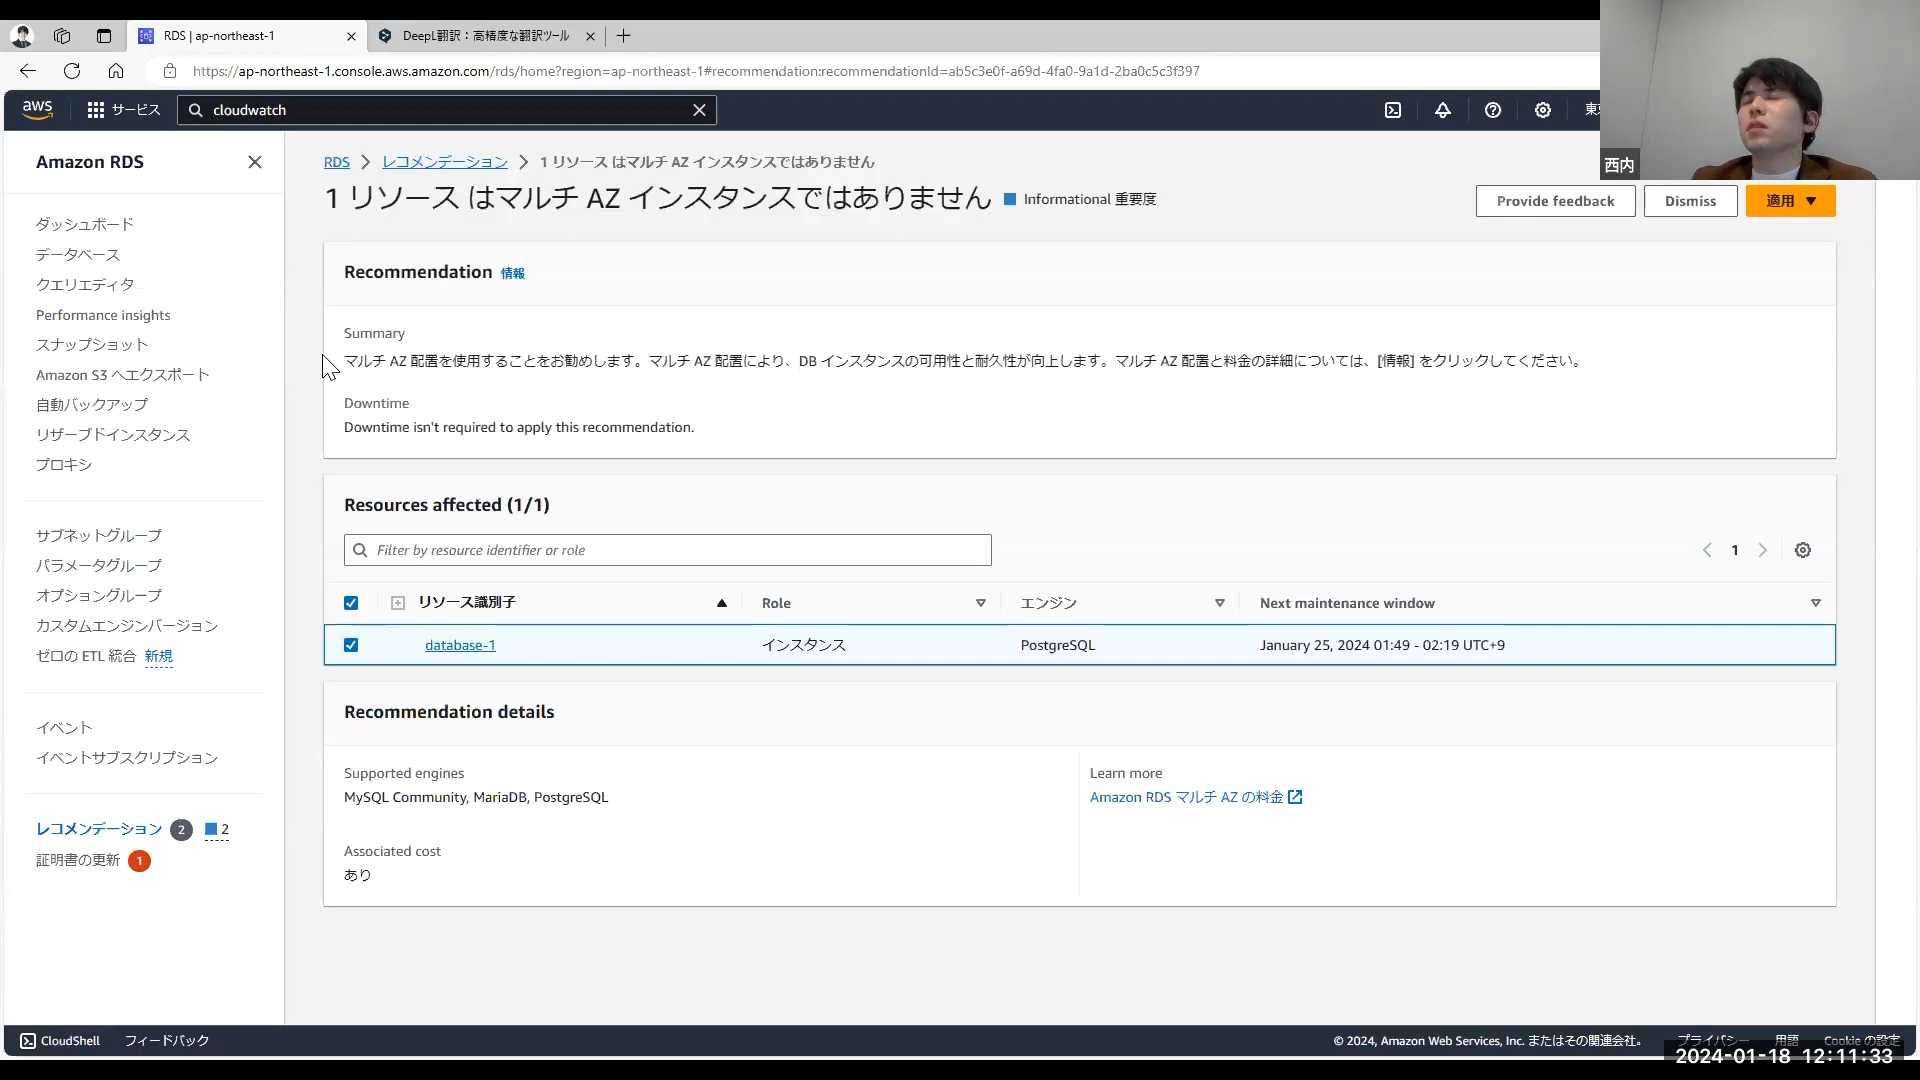 RDS | ap-northeast-1
DeepL翻訳：高精度な翻訳ツール
https://ap-northeast-1.console.aws.amazon.com/rds/home?region=ap-northeast-1#recommendation:recommendationId=ab5c3e0f-a69d-4fa0-9a1d-2ba0c5c3f397
aws
サービス
cloudwatch
西内
Amazon RDS
ダッシュボード
データベース
クエリエディタ
Performance insights
スナップショット
Amazon S3 へエクスポート
自動バックアップ
リザーブドインスタンス
プロキシ
サブネットグループ
パラメータグループ
オプショングループ
カスタムエンジンバージョン
ゼロの ETL 統合 新規
イベント
イベントサブスクリプション
レコメンデーション 2 2
証明書の更新 1
RDS > レコメンデーション > 1 リソース はマルチ AZ インスタンスではありません
1 リソース はマルチ AZ インスタンスではありません
Informational 重要度
Provide feedback
Dismiss
適用
Recommendation 情報
Summary
マルチ AZ 配置を使用することをお勧めします。マルチ AZ 配置により、DB インスタンスの可用性と耐久性が向上します。マルチ AZ 配置と料金の詳細については、[情報] をクリックしてください。
Downtime
Downtime isn't required to apply this recommendation.
Resources affected (1/1)
Filter by resource identifier or role
1
リソース識別子 Role エンジン Next maintenance window
database-1 インスタンス PostgreSQL January 25, 2024 01:49 - 02:19 UTC+9
Recommendation details
Supported engines
MySQL Community, MariaDB, PostgreSQL
Associated cost
あり
Learn more
Amazon RDS マルチ AZ の料金
CloudShell フィードバック
© 2024, Amazon Web Services, Inc. またはその関連会社。
プライバシー 用語 Cookie の設定
2024-01-18 12:11:33